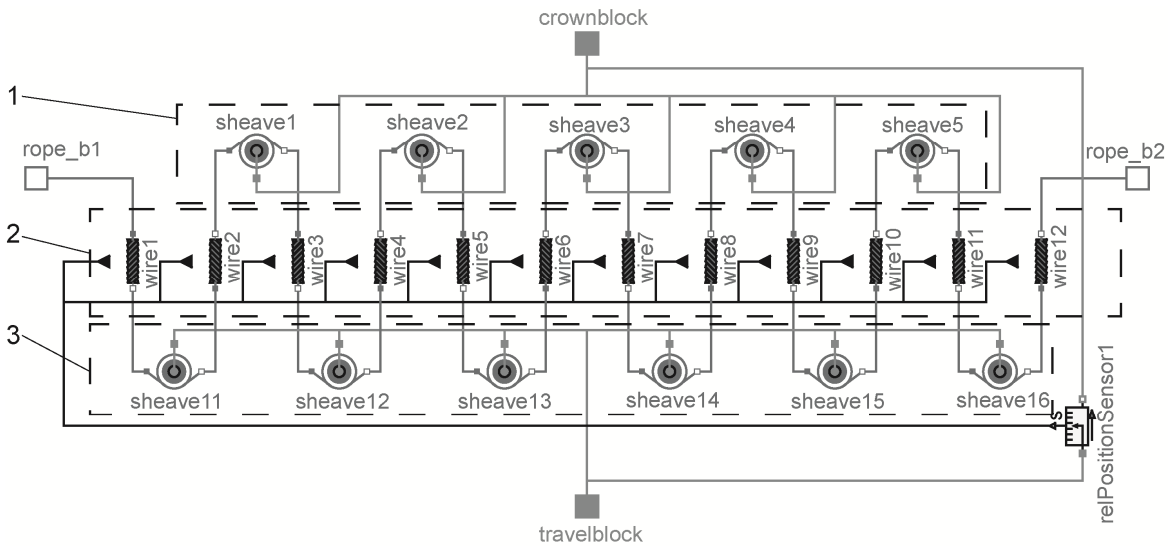 crownblock
1
sheave1
sheave2
sheave3
sheave4
sheave5
rope_b1
rope_b2
2
wire1
wire2
wire3
wire4
wire5
wire6
wire7
wire8
wire9
wire10
wire11
wire12
3
sheave11
sheave12
sheave13
sheave14
sheave15
sheave16
s
relPositionSensor1
travelblock